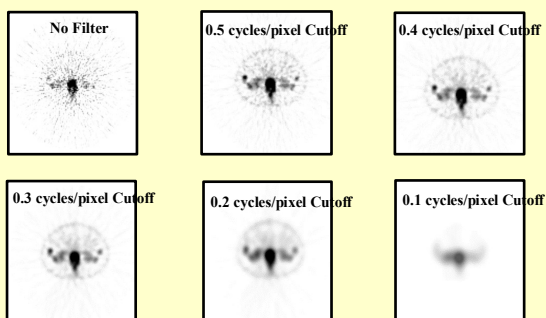 No Filter
0.5 cycles/pixel Cutoff
0.4 cycles/pixel Cutoff
0.3 cycles/pixel Cutoff
0.2 cycles/pixel Cutoff
0.1 cycles/pixel Cutoff